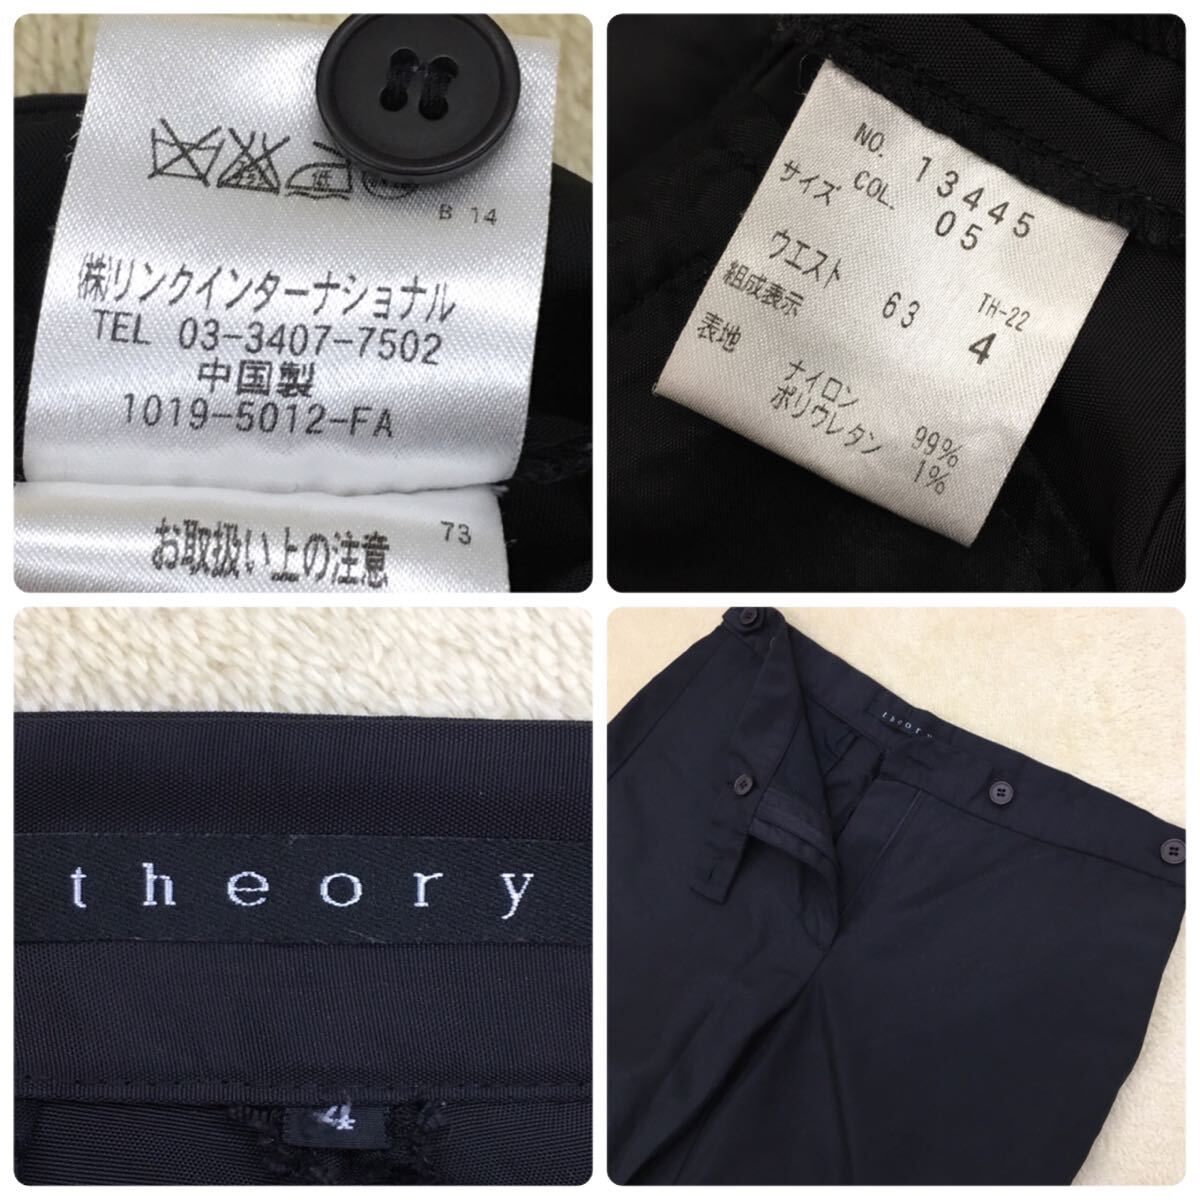 低
B 14
(株)リンクインターナショナル
TEL 03-3407-7502
中国製
1019-5012-FA
73
お取扱い上の注意
NO. 13445
COL. 05
サイズ
TH-22
ウエスト 63 4
組成表示
表地
ナイロン 99%
ポリウレタン 1%
theory
4
theory